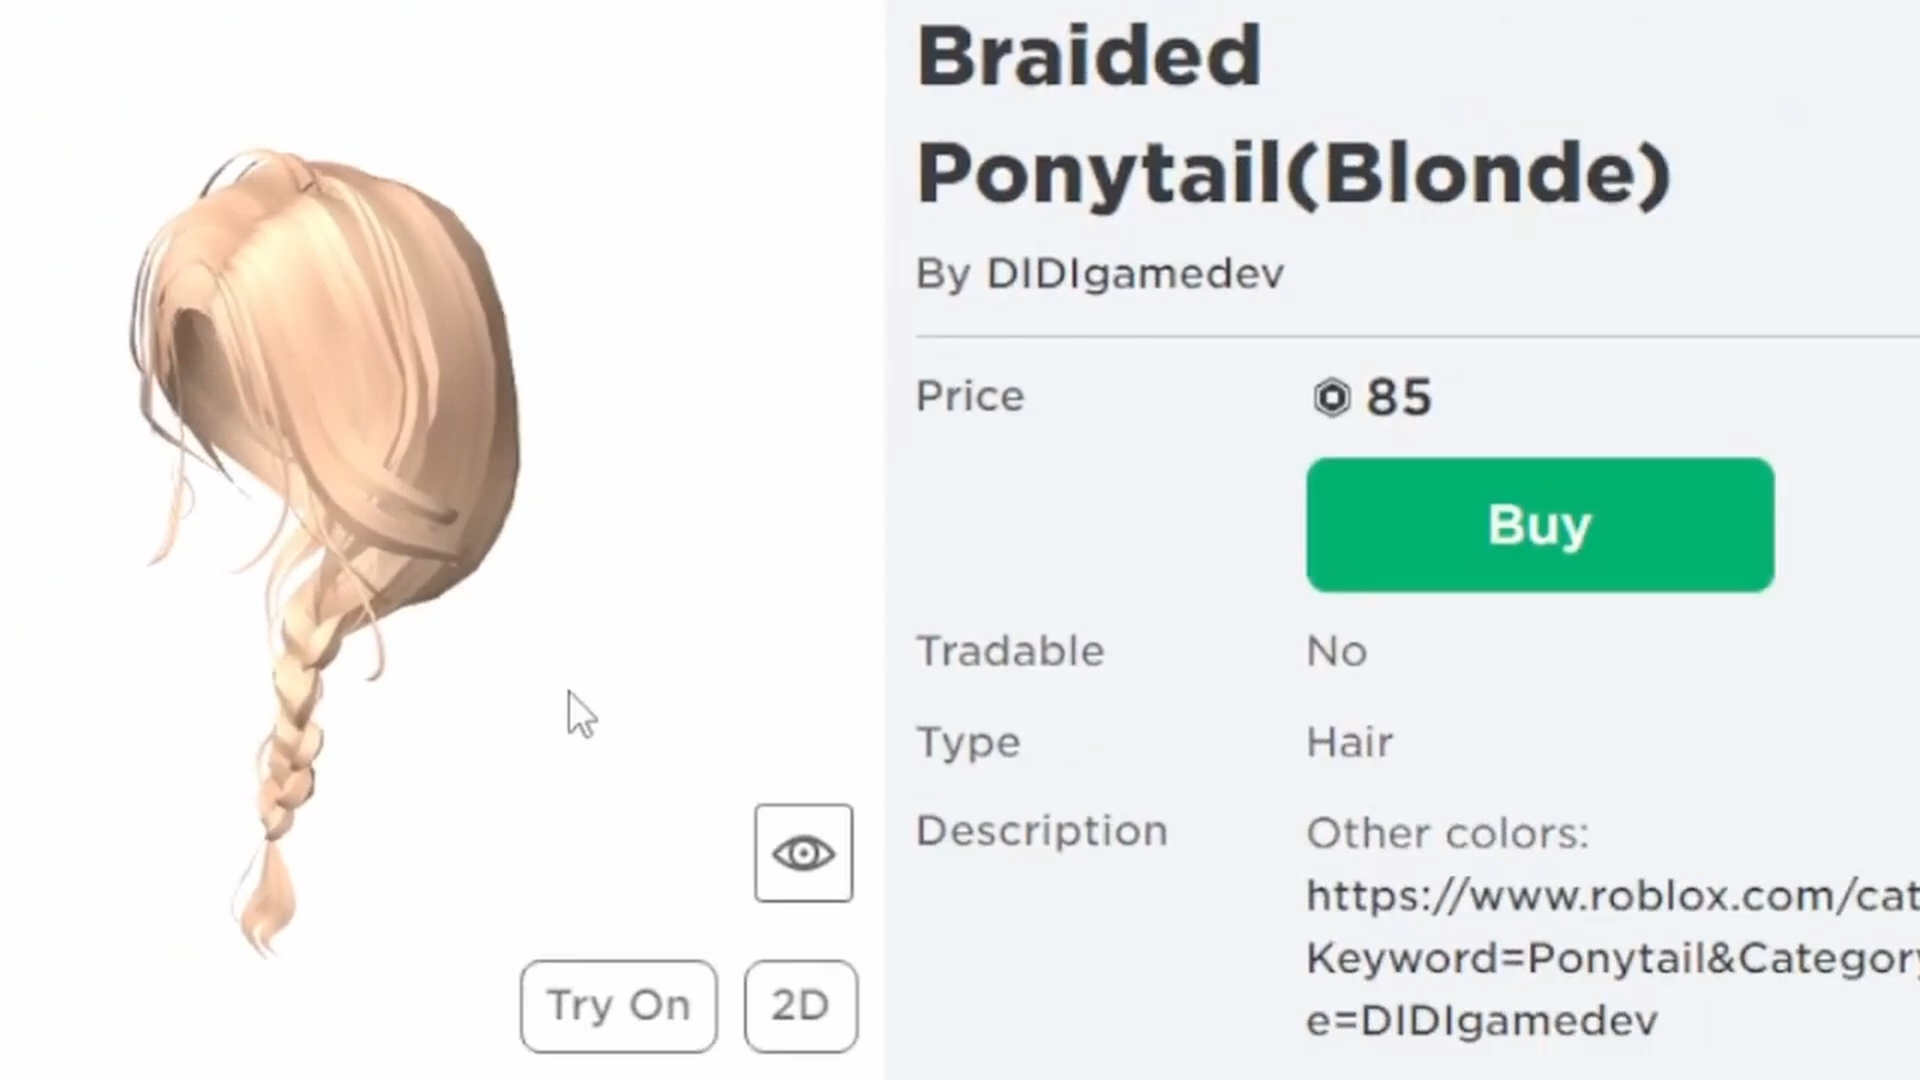 Braided
Ponytail(Blonde)
By DIDIgamedev
Price 85
Buy
Tradable No
Type Hair
Description Other colors:
https://www.roblox.com/cat
Keyword=Ponytail&Category
e=DIDIgamedev
Try On 2D